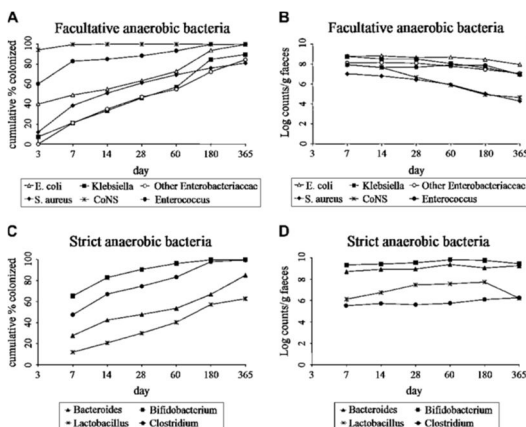 A Facultative anaerobic bacteria
cumulative % colonized
100
80
60
40
20
0
3 7 14 28 60 180 365
day
E. coli Klebsiella Other Enterobacteriaceae
S. aureus CoNS Enterococcus
B Facultative anaerobic bacteria
Log counts/g faeces
10
8
6
4
2
0
3 7 14 28 60 180 365
day
E. coli Klebsiella Other Enterobacteriaceae
S. aureus CoNS Enterococcus
C Strict anaerobic bacteria
cumulative % colonized
100
80
60
40
20
0
3 7 14 28 60 180 365
day
Bacteroides Bifidobacterium
Lactobacillus Clostridium
D Strict anaerobic bacteria
Log counts/g faeces
10
8
6
4
2
0
3 7 14 28 60 180 365
day
Bacteroides Bifidobacterium
Lactobacillus Clostridium